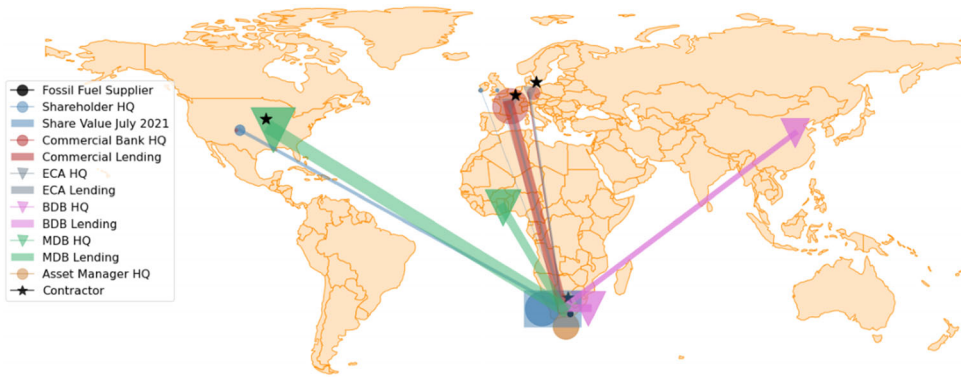 Fossil Fuel Supplier
Shareholder HQ
Share Value July 2021
Commercial Bank HQ
Commercial Lending
ECA HQ
ECA Lending
BDB HQ
BDB Lending
MDB HQ
MDB Lending
Asset Manager HQ
Contractor